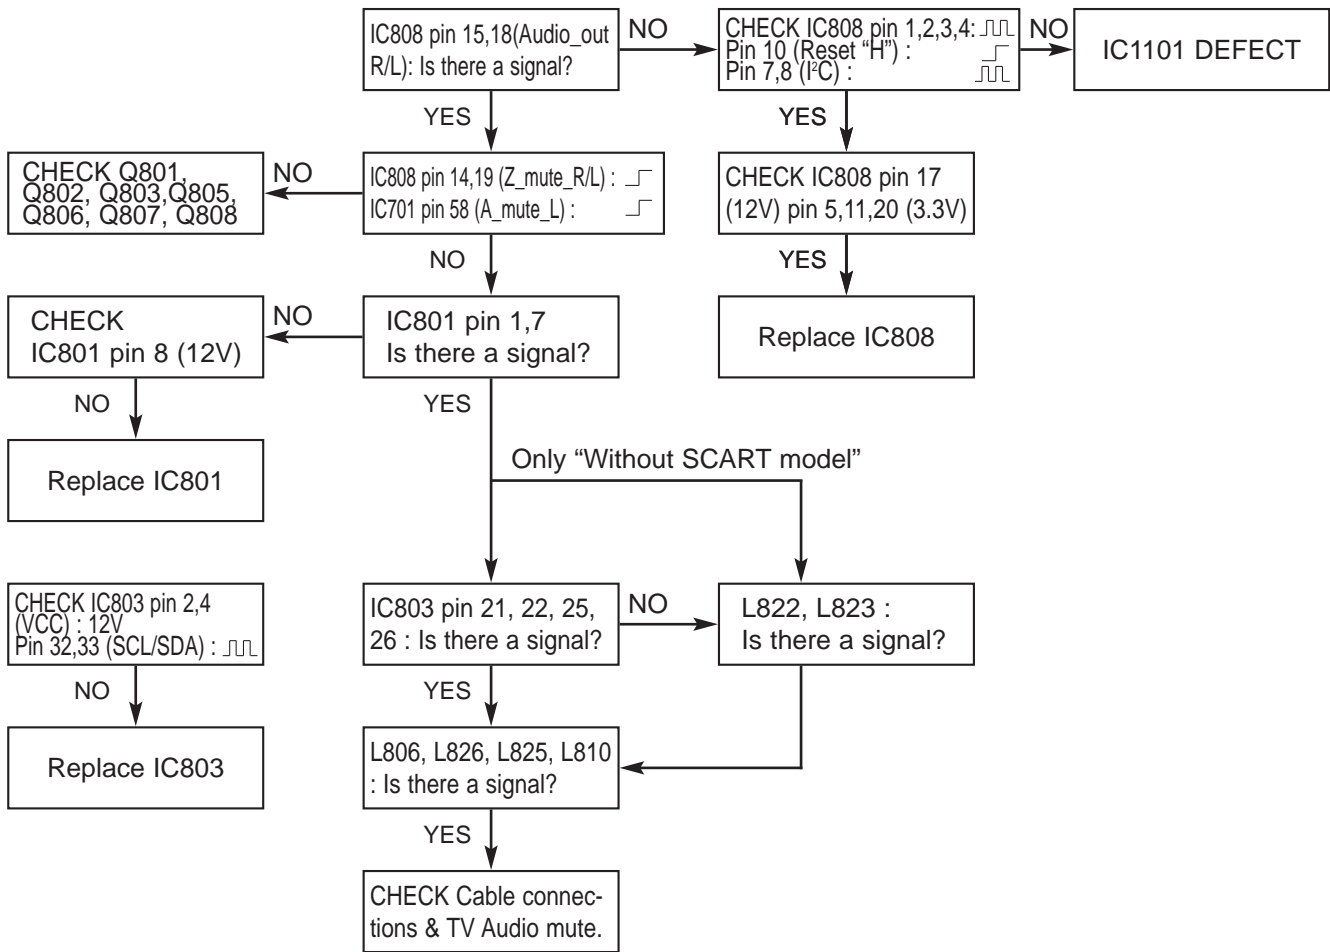 IC808 pin 15,18(Audio_out
R/L): Is there a signal?
NO
CHECK IC808 pin 1,2,3,4:
Pin 10 (Reset “H”) :
Pin 7,8 (I²C) :
NO
IC1101 DEFECT
YES
YES
CHECK Q801,
Q802, Q803,Q805,
Q806, Q807, Q808
NO
IC808 pin 14,19 (Z_mute_R/L) :
IC701 pin 58 (A_mute_L) :
CHECK IC808 pin 17
(12V) pin 5,11,20 (3.3V)
NO
YES
CHECK
IC801 pin 8 (12V)
NO
IC801 pin 1,7
Is there a signal?
Replace IC808
NO
YES
Replace IC801
Only “Without SCART model”
CHECK IC803 pin 2,4
(VCC) : 12V
Pin 32,33 (SCL/SDA) :
IC803 pin 21, 22, 25,
26 : Is there a signal?
NO
L822, L823 :
Is there a signal?
NO
YES
Replace IC803
L806, L826, L825, L810
: Is there a signal?
YES
CHECK Cable connec-
tions & TV Audio mute.